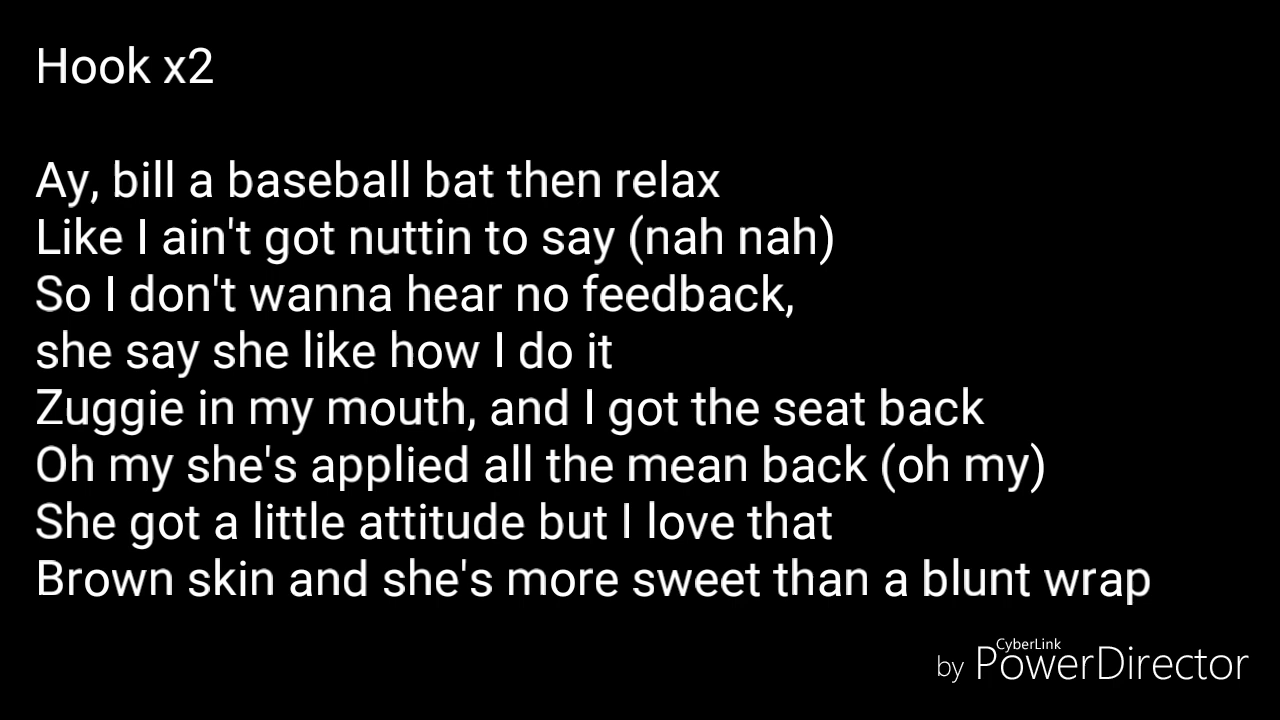 Hook x2
Ay, bill a baseball bat then relax
Like I ain't got nuttin to say (nah nah)
So I don't wanna hear no feedback,
she say she like how I do it
Zuggie in my mouth, and I got the seat back
Oh my she's applied all the mean back (oh my)
She got a little attitude but I love that
Brown skin and she's more sweet than a blunt wrap
CyberLink
by PowerDirector